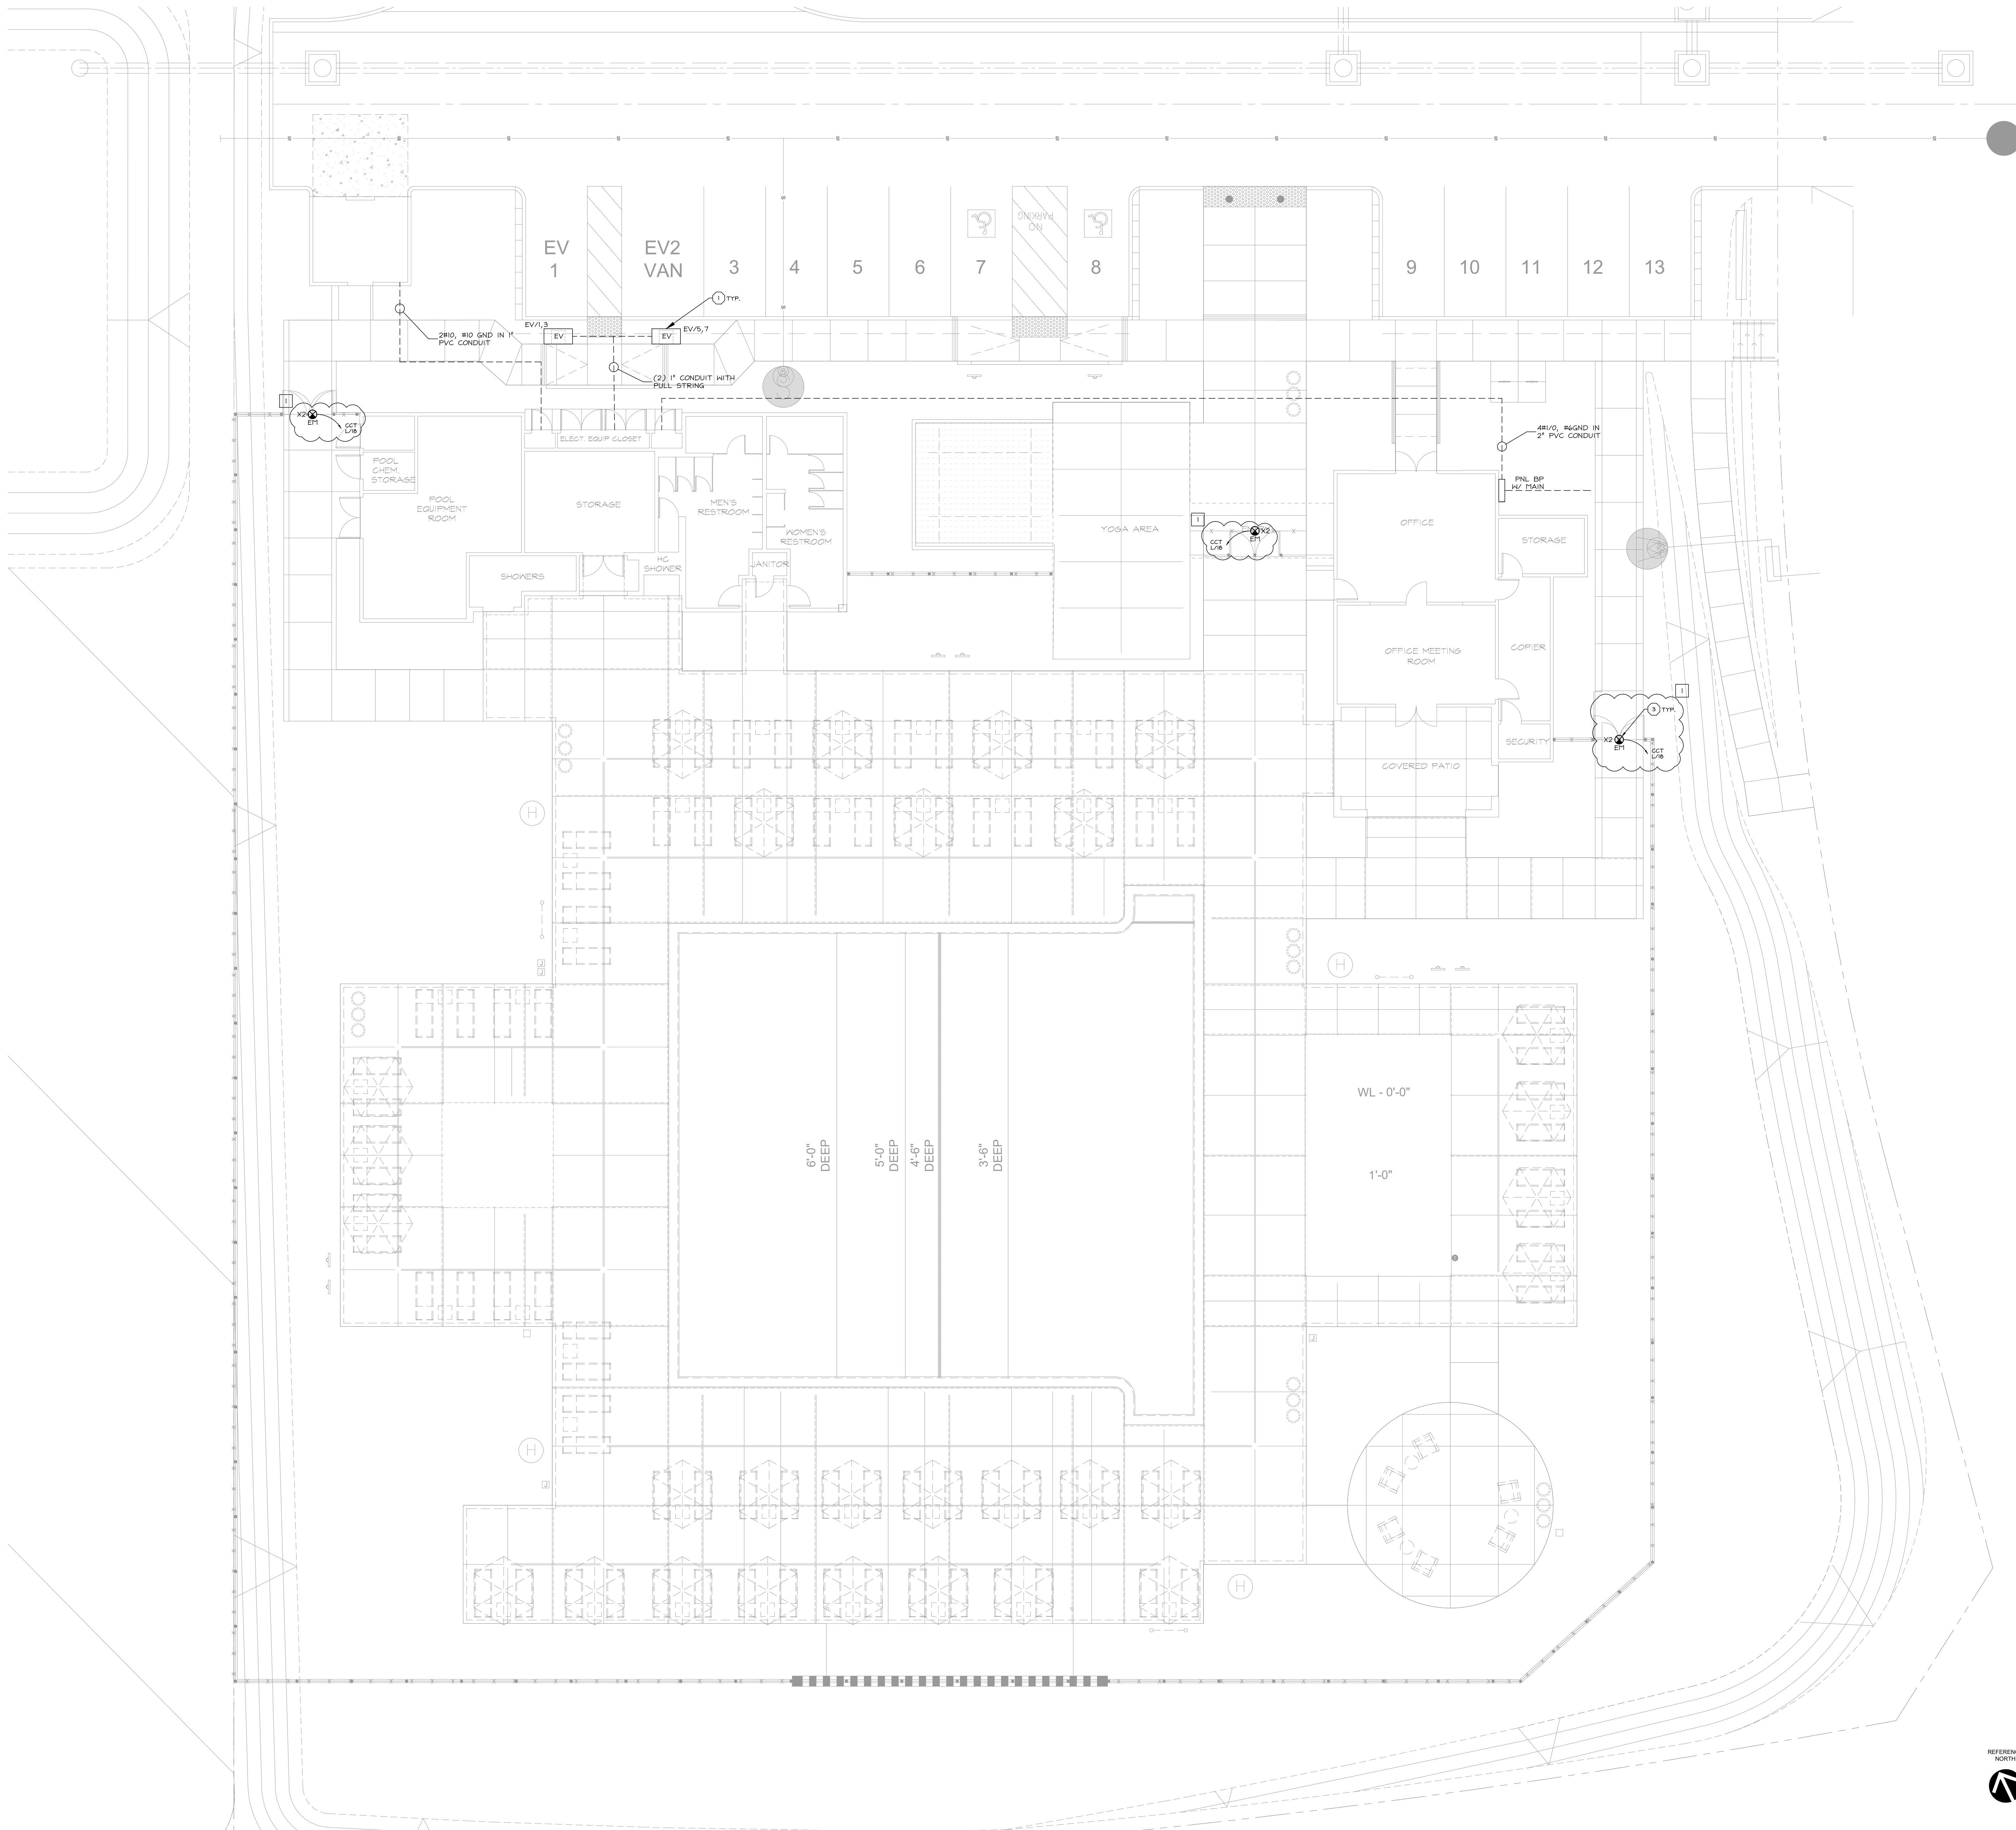 NO
PARKING
EV
1
EV2
VAN
3
4
5
6
7
8
9
10
11
12
13
1 TYP.
EV/1,3
EV
EV
EV/5,7
2#10, #10 GND IN 1"
PVC CONDUIT
(2) 1" CONDUIT WITH
PULL STRING
1
X2
EM
CCT
L/18
ELECT. EQUIP CLOSET
4#1/0, #6GND IN
2" PVC CONDUIT
POOL
CHEM.
STORAGE
POOL
EQUIPMENT
ROOM
STORAGE
MEN'S
RESTROOM
WOMEN'S
RESTROOM
JANITOR
HC
SHOWER
SHOWERS
YOGA AREA
1
X2
EM
CCT
L/18
PNL BP
W/ MAIN
OFFICE
STORAGE
OFFICE MEETING
ROOM
COPIER
SECURITY
COVERED PATIO
1
3 TYP.
X2
EM
CCT
L/18
H
H
J
J
WL - 0'-0"
1'-0"
6'-0"
DEEP
5'-0"
DEEP
4'-6"
DEEP
3'-6"
DEEP
J
H
J
H
NORTH